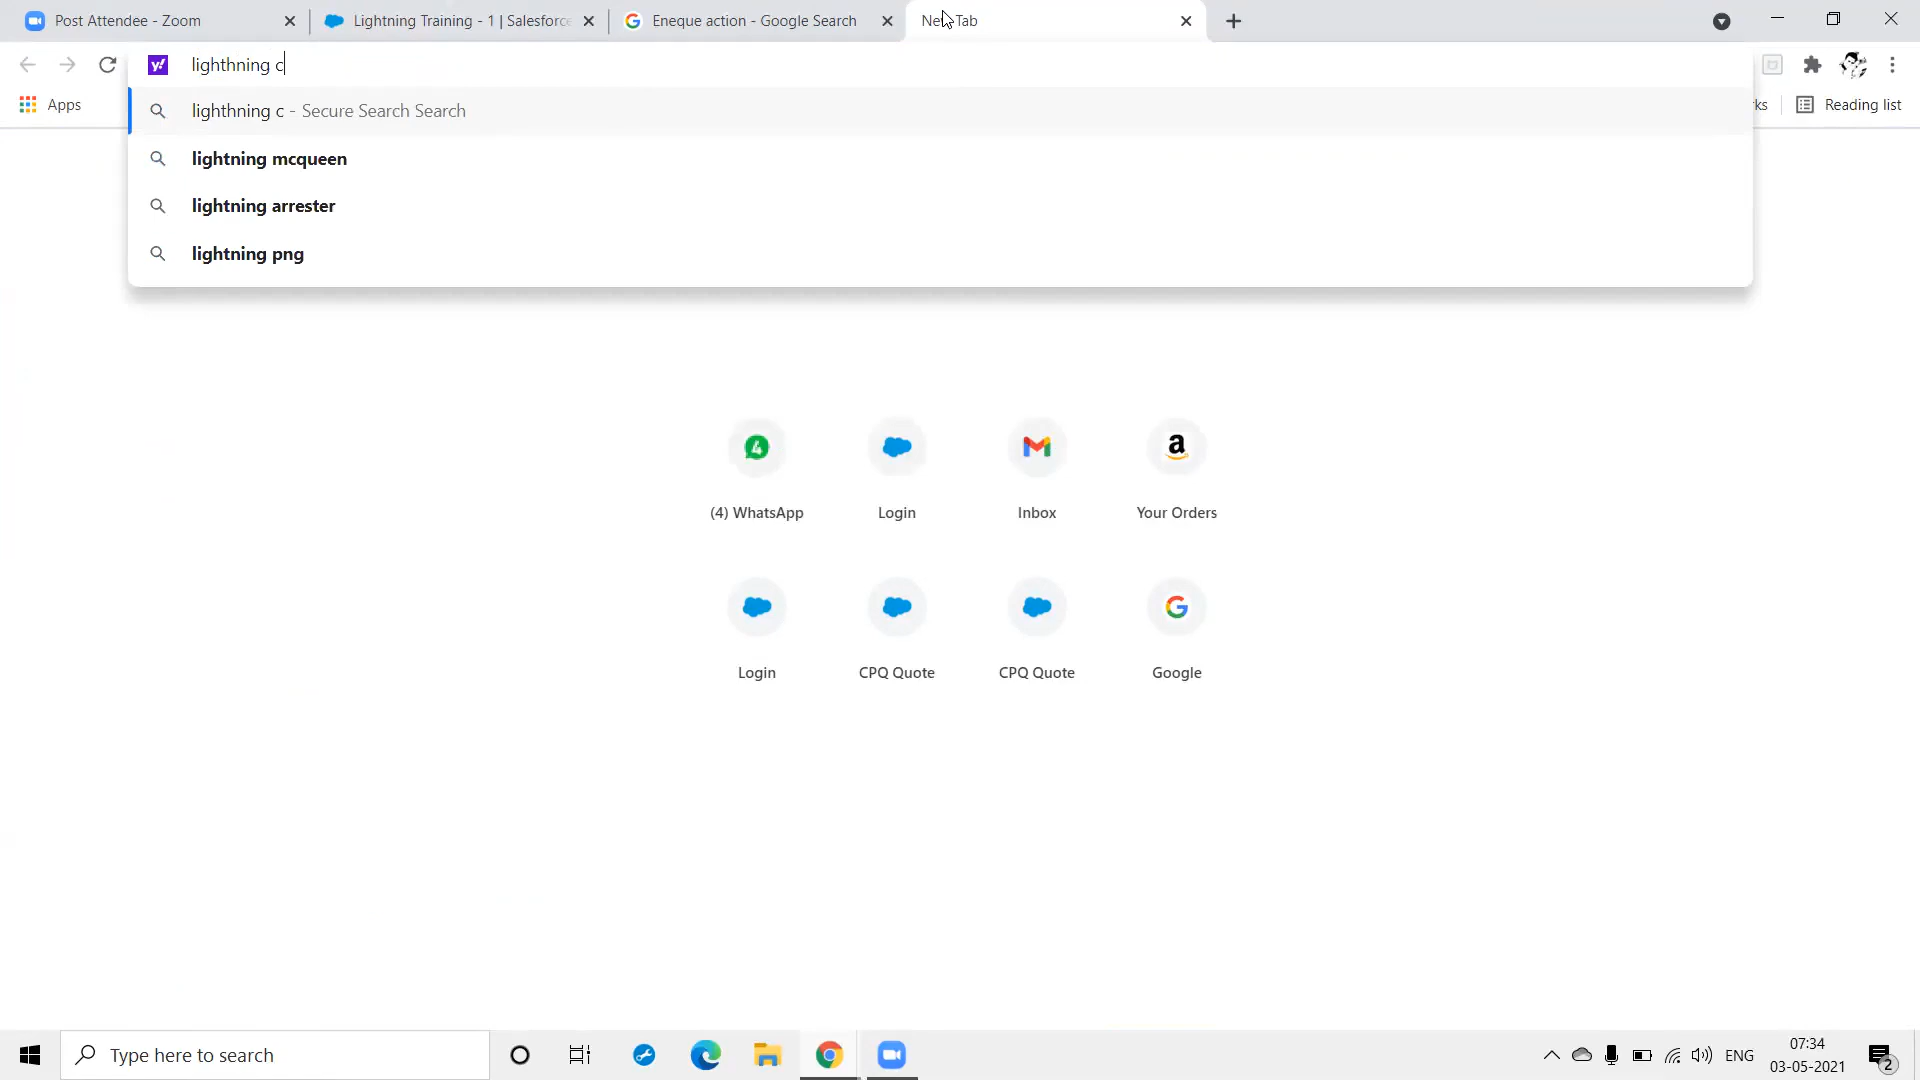 Post Attendee - Zoom
Lightning Training - 1 | Salesforce
Eneque action - Google Search
New Tab
y!
lighthning c
lighthning c - Secure Search Search
lightning mcqueen
lightning arrester
lightning png
Apps
ks
Reading list
4
a
(4) WhatsApp
Login
Inbox
Your Orders
Login
CPQ Quote
CPQ Quote
Google
Type here to search
ENG
07:34
03-05-2021
2